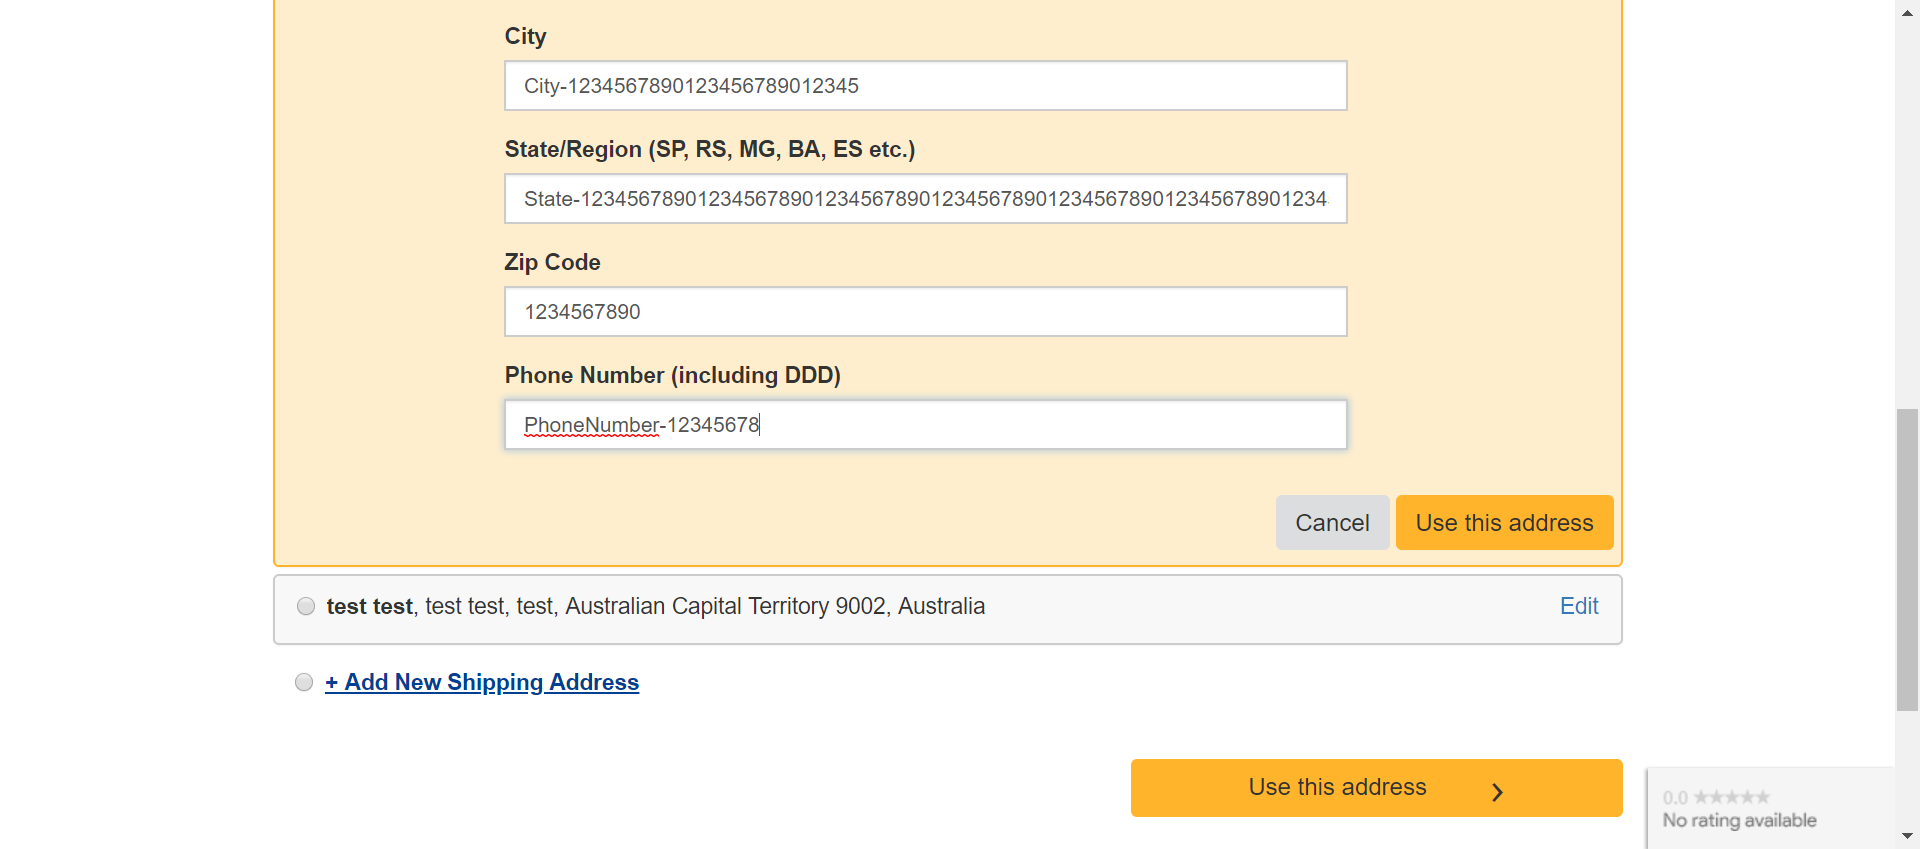 City
City-1234567890123456789012345
State/Region (SP, RS, MG, BA, ES etc.)
State-123456789012345678901234567890123456789012345678901234567890​1234
Zip Code
1234567890
Phone Number (including DDD)
PhoneNumber-12345678
Cancel
Use this address
test test, test test, test, Australian Capital Territory 9002, Australia
Edit
+ Add New Shipping Address
Use this address
0.0 ★★★★★
No rating available